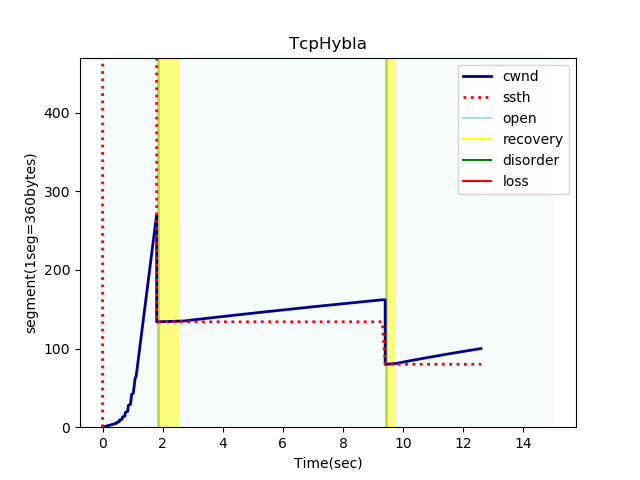 TcpHybla
segment(1seg=360bytes)
400
300
200
100
0
0 2 4 6 8 10 12 14
Time(sec)
cwnd
ssth
open
recovery
disorder
loss